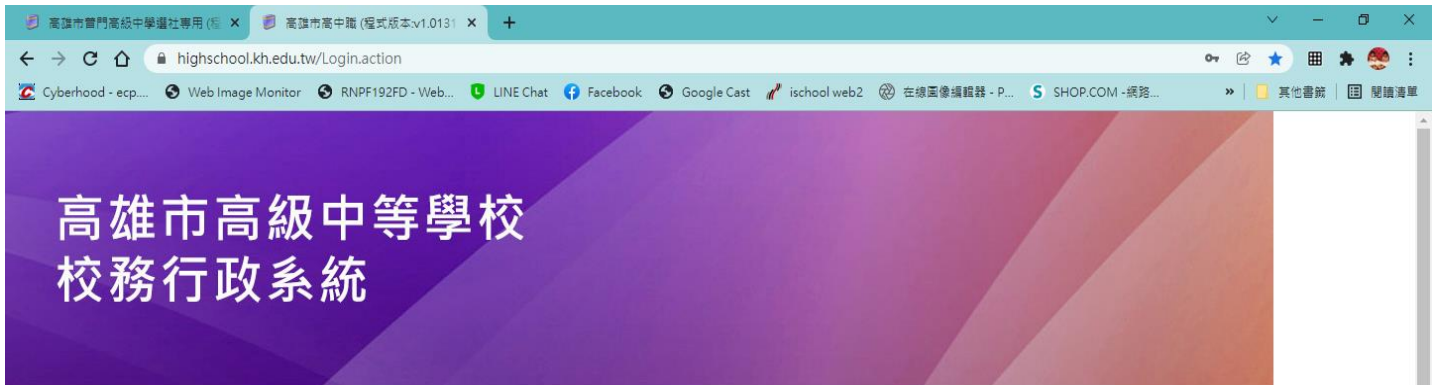 高雄市普門高級中學選社專用 (程
高雄市高中職 (程式版本:v1.0131
highschool.kh.edu.tw/Login.action
Cyberhood - ecp.... Web Image Monitor RNPF192FD - Web... LINE Chat Facebook Google Cast ischool web2 在線圖像編輯器 - P... SHOP.COM -網路... » 其他書籤 閱讀清單
高雄市高級中等學校
校務行政系統